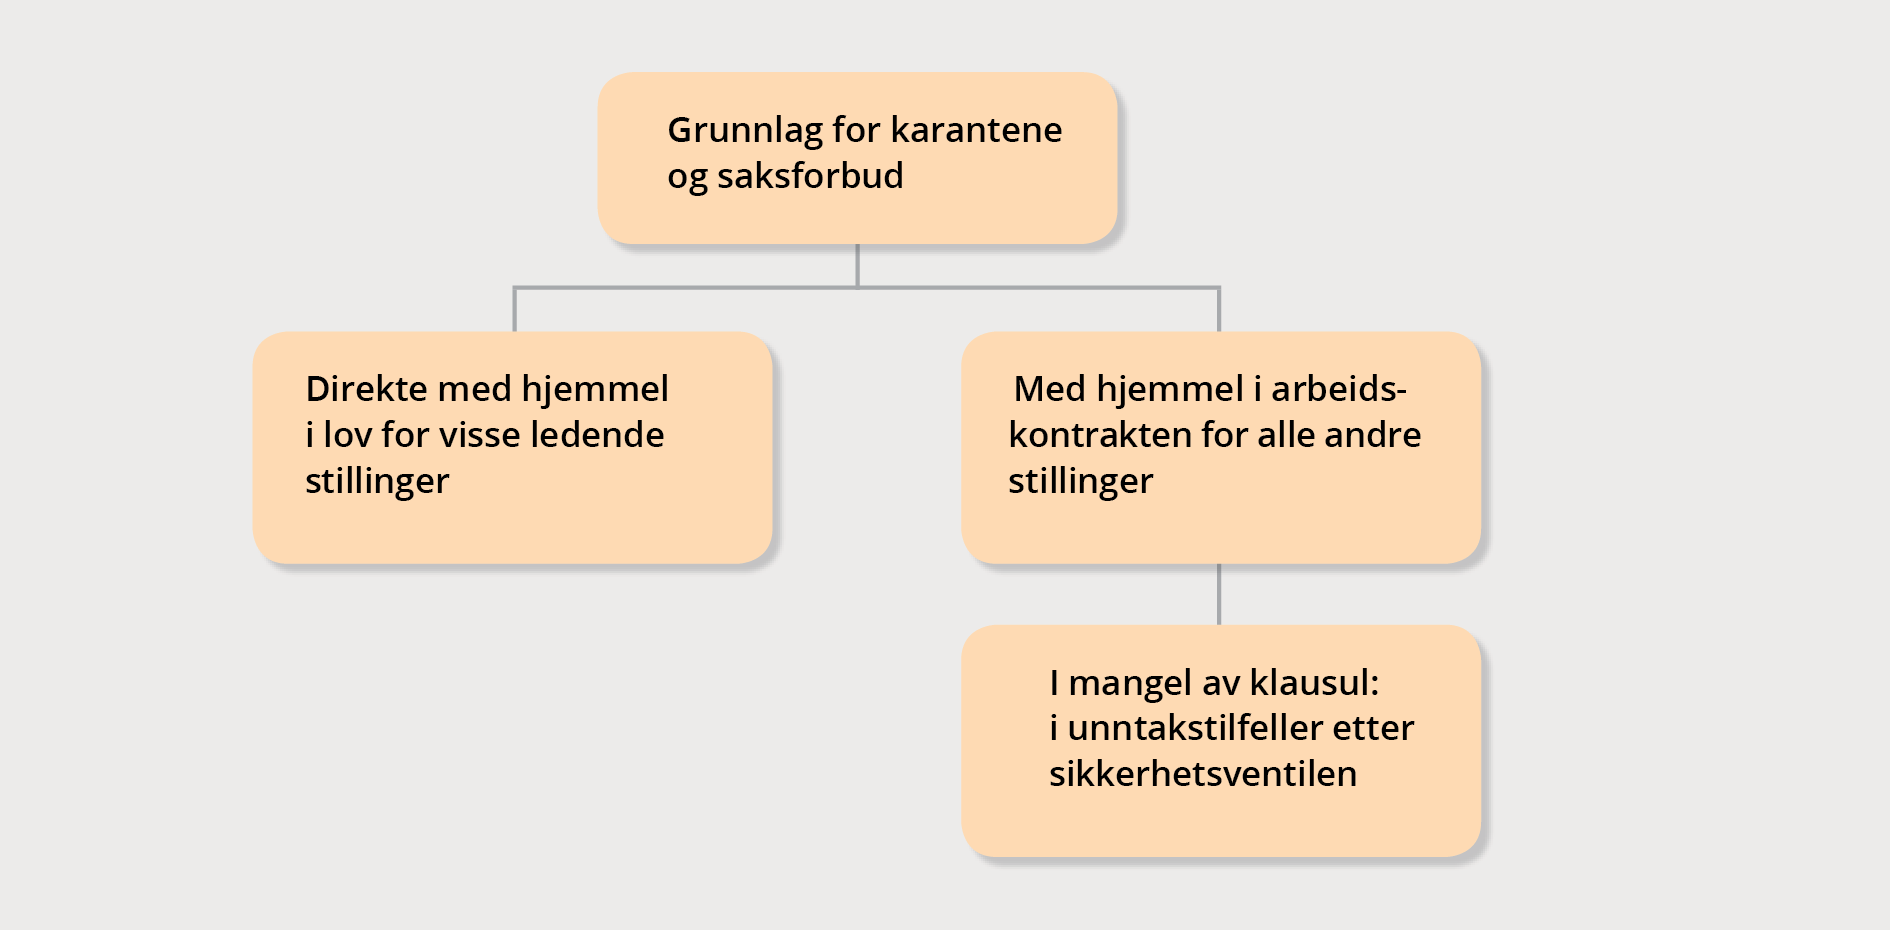 Grunnlag for karantene
og saksforbud
Direkte med hjemmel
i lov for visse ledende
stillinger
Med hjemmel i arbeids-
kontrakten for alle andre
stillinger
I mangel av klausul:
i unntakstilfeller etter
sikkerhetsventilen